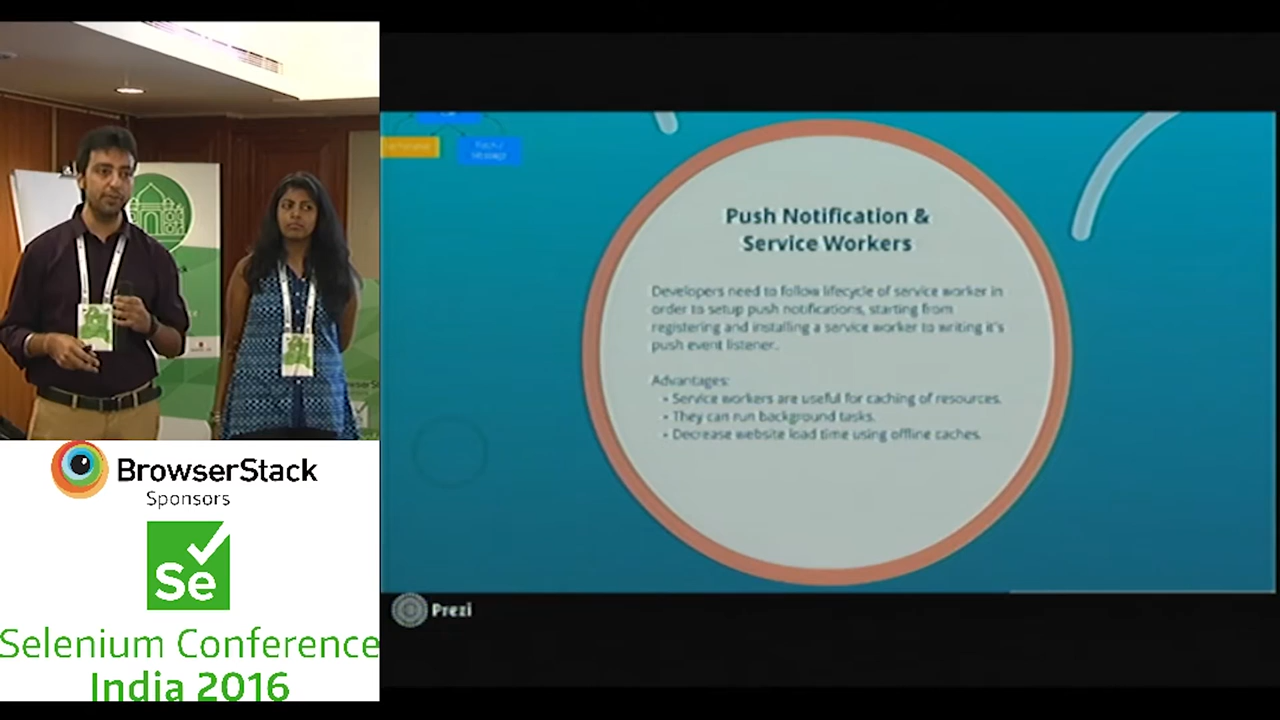 Push Notification &
Service Workers
Developers need to follow lifecycle of service worker in
order to setup push notifications, starting from
registering and installing a service worker to writing it's
push event listener.
Advantages:
• Service workers are useful for caching of resources.
• They can run background tasks.
• Decrease website load time using offline caches.
Prezi
BrowserStack
Sponsors
Se
Selenium Conference
India 2016